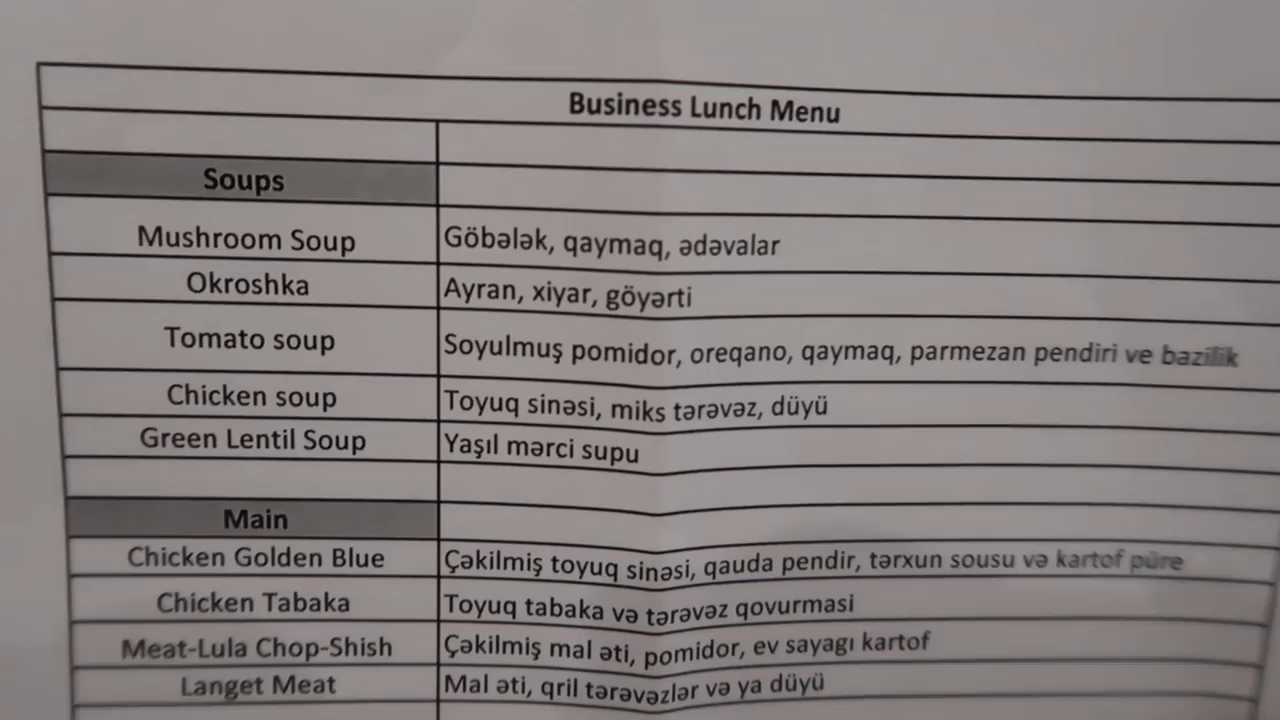 Business Lunch Menu
Soups
Mushroom Soup Göbələk, qaymaq, ədəvalar
Okroshka Ayran, xiyar, göyərti
Tomato soup Soyulmuş pomidor, oreqano, qaymaq, parmezan pendiri ve bazilik
Chicken soup Toyuq sinəsi, miks tərəvəz, düyü
Green Lentil Soup Yaşıl mərci supu
Main
Chicken Golden Blue Çəkilmiş toyuq sinəsi, qauda pendir, tərxun sousu və kartof püre
Chicken Tabaka Toyuq tabaka və tərəvəz qovurmasi
Meat-Lula Chop-Shish Çəkilmiş mal əti, pomidor, ev sayagı kartof
Langet Meat Mal əti, qril tərəvəzlər və ya düyü